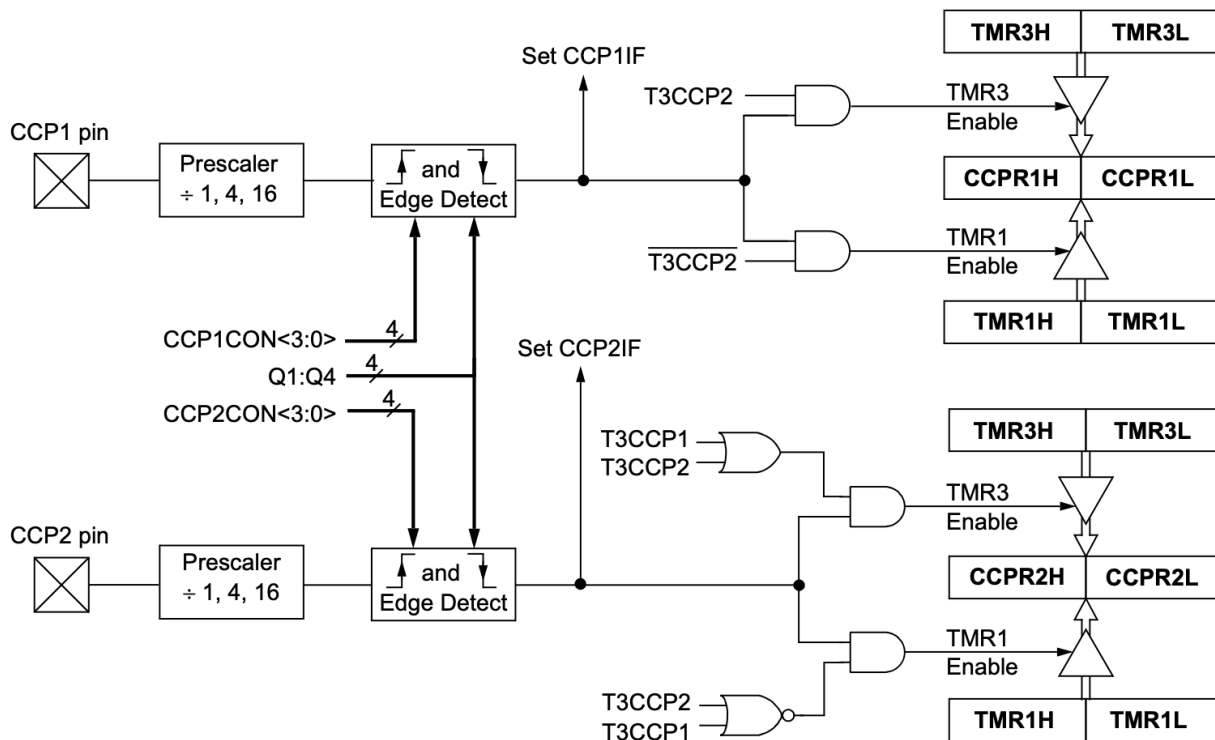 TMR3H TMR3L
Set CCP1IF
T3CCP2
TMR3
Enable
CCP1 pin
Prescaler
÷ 1, 4, 16
and
Edge Detect
CCPR1H CCPR1L
T3CCP2
TMR1
Enable
TMR1H TMR1L
CCP1CON<3:0> 4
Q1:Q4 4
CCP2CON<3:0> 4
Set CCP2IF
TMR3H TMR3L
T3CCP1
T3CCP2
TMR3
Enable
CCP2 pin
Prescaler
÷ 1, 4, 16
and
Edge Detect
CCPR2H CCPR2L
TMR1
Enable
T3CCP2
T3CCP1
TMR1H TMR1L